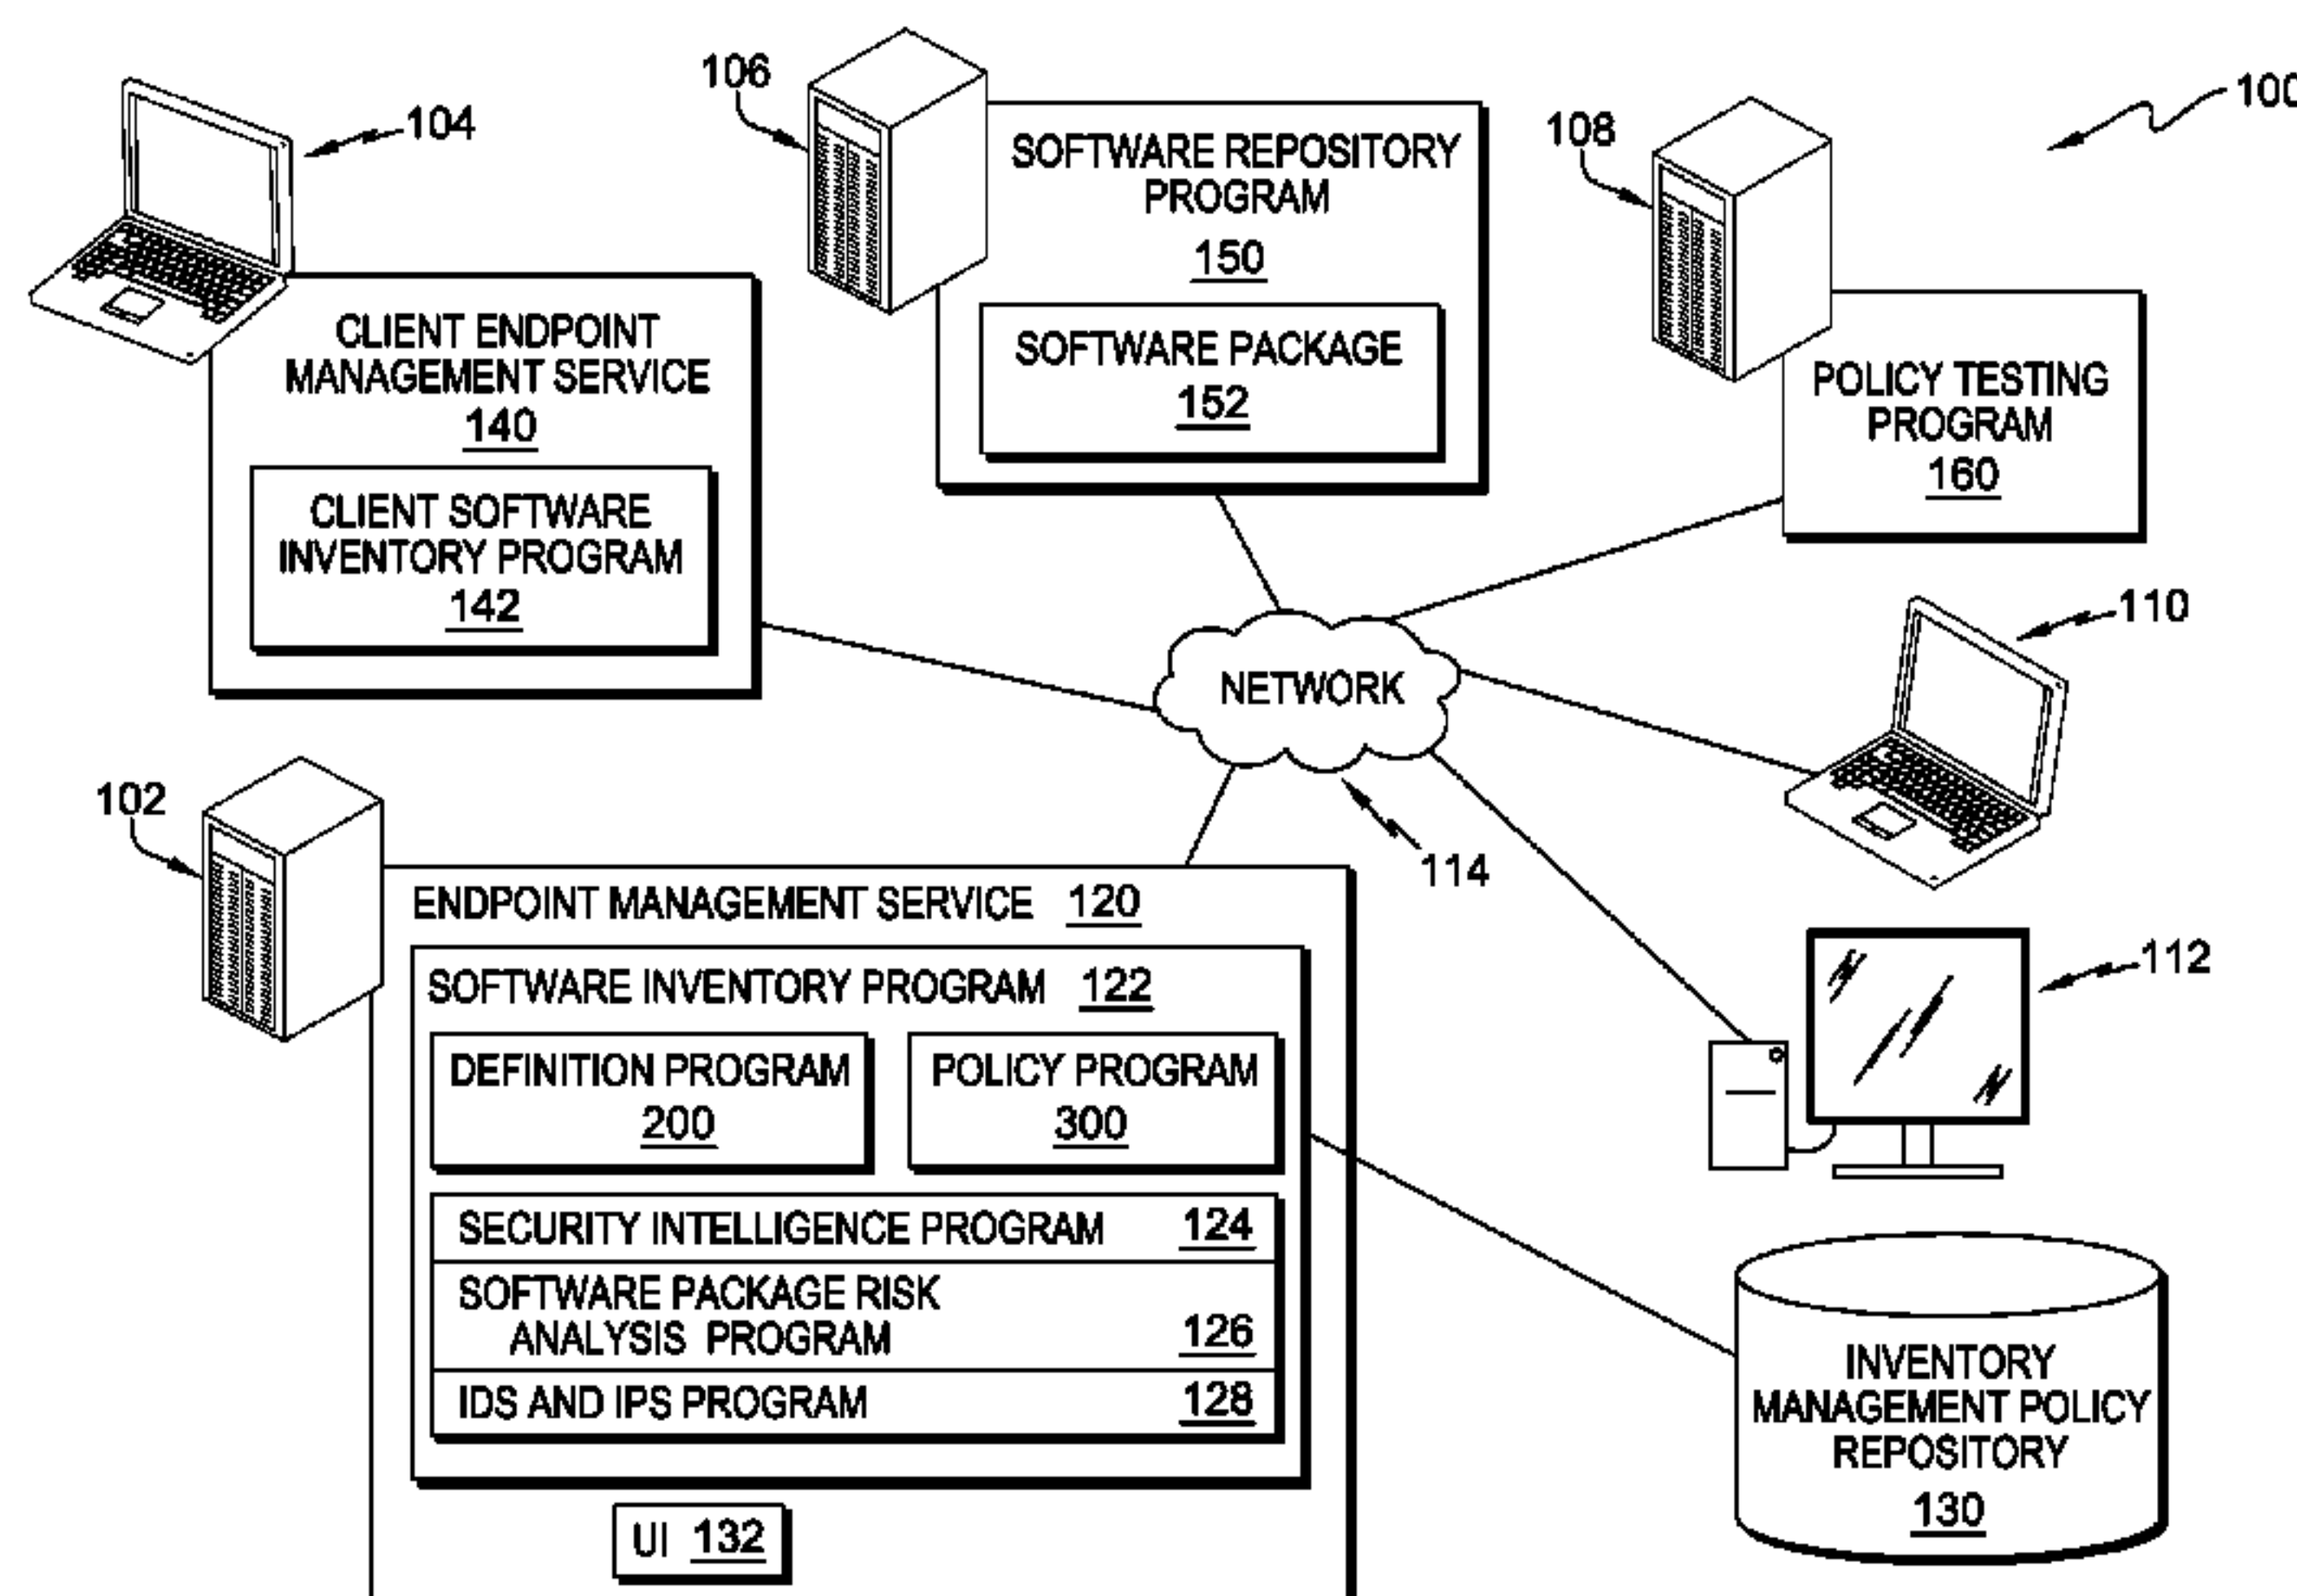 100
106
104
108
SOFTWARE REPOSITORY
PROGRAM
150
SOFTWARE PACKAGE
152
CLIENT ENDPOINT
MANAGEMENT SERVICE
140
CLIENT SOFTWARE
INVENTORY PROGRAM
142
POLICY TESTING
PROGRAM
160
110
NETWORK
114
102
ENDPOINT MANAGEMENT SERVICE 120
SOFTWARE INVENTORY PROGRAM 122
DEFINITION PROGRAM
200
POLICY PROGRAM
300
SECURITY INTELLIGENCE PROGRAM 124
SOFTWARE PACKAGE RISK
ANALYSIS PROGRAM 126
IDS AND IPS PROGRAM 128
UI 132
112
INVENTORY
MANAGEMENT POLICY
REPOSITORY
130